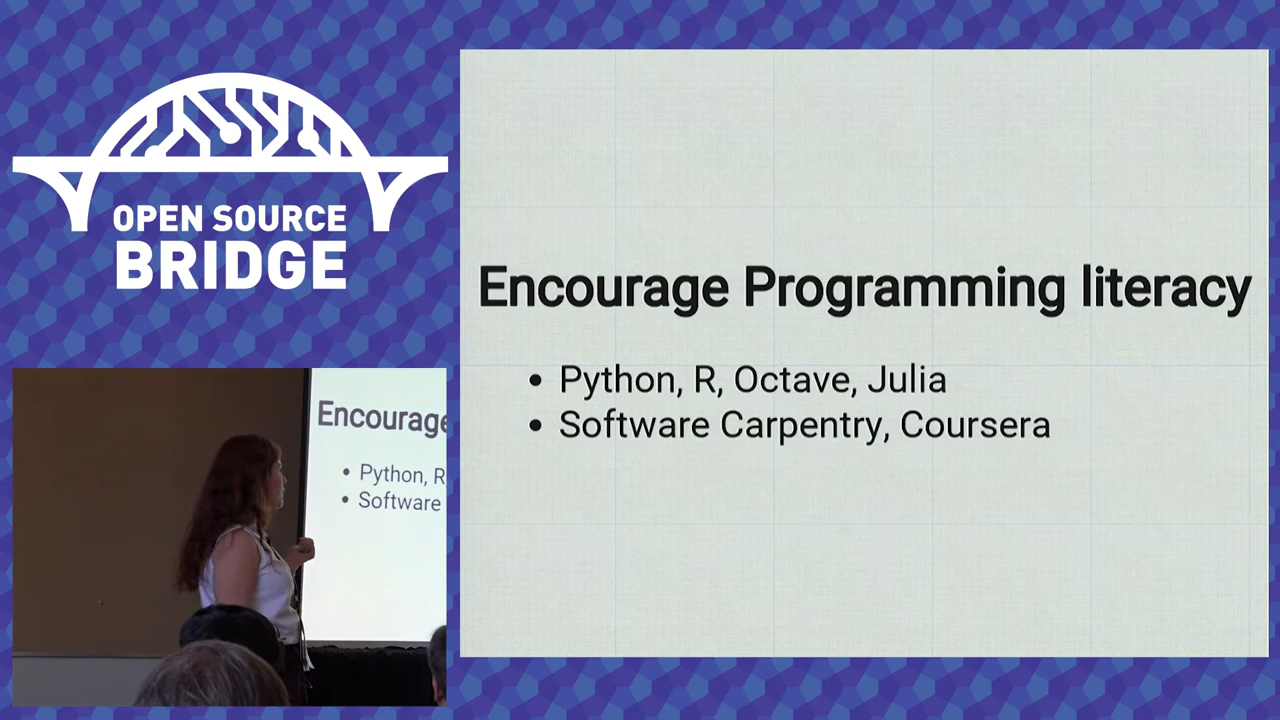 OPEN SOURCE
BRIDGE
Encourage Programming literacy
Python, R, Octave, Julia
Software Carpentry, Coursera
Encourage
Python, R
Software